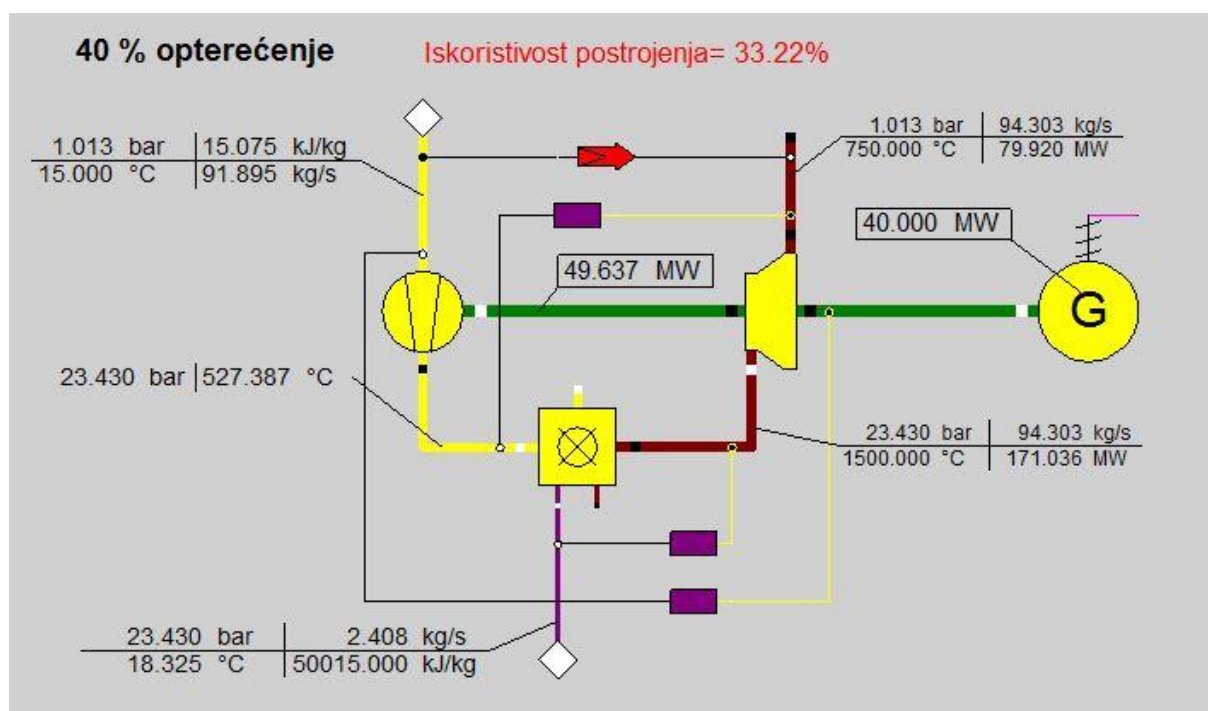 40 % opterećenje
Iskoristivost postrojenja= 33.22%
1.013 bar 15.075 kJ/kg
15.000 °C 91.895 kg/s
1.013 bar 94.303 kg/s
750.000 °C 79.920 MW
40.000 MW
49.637 MW
G
23.430 bar 527.387 °C
23.430 bar 94.303 kg/s
1500.000 °C 171.036 MW
23.430 bar 2.408 kg/s
18.325 °C 50015.000 kJ/kg